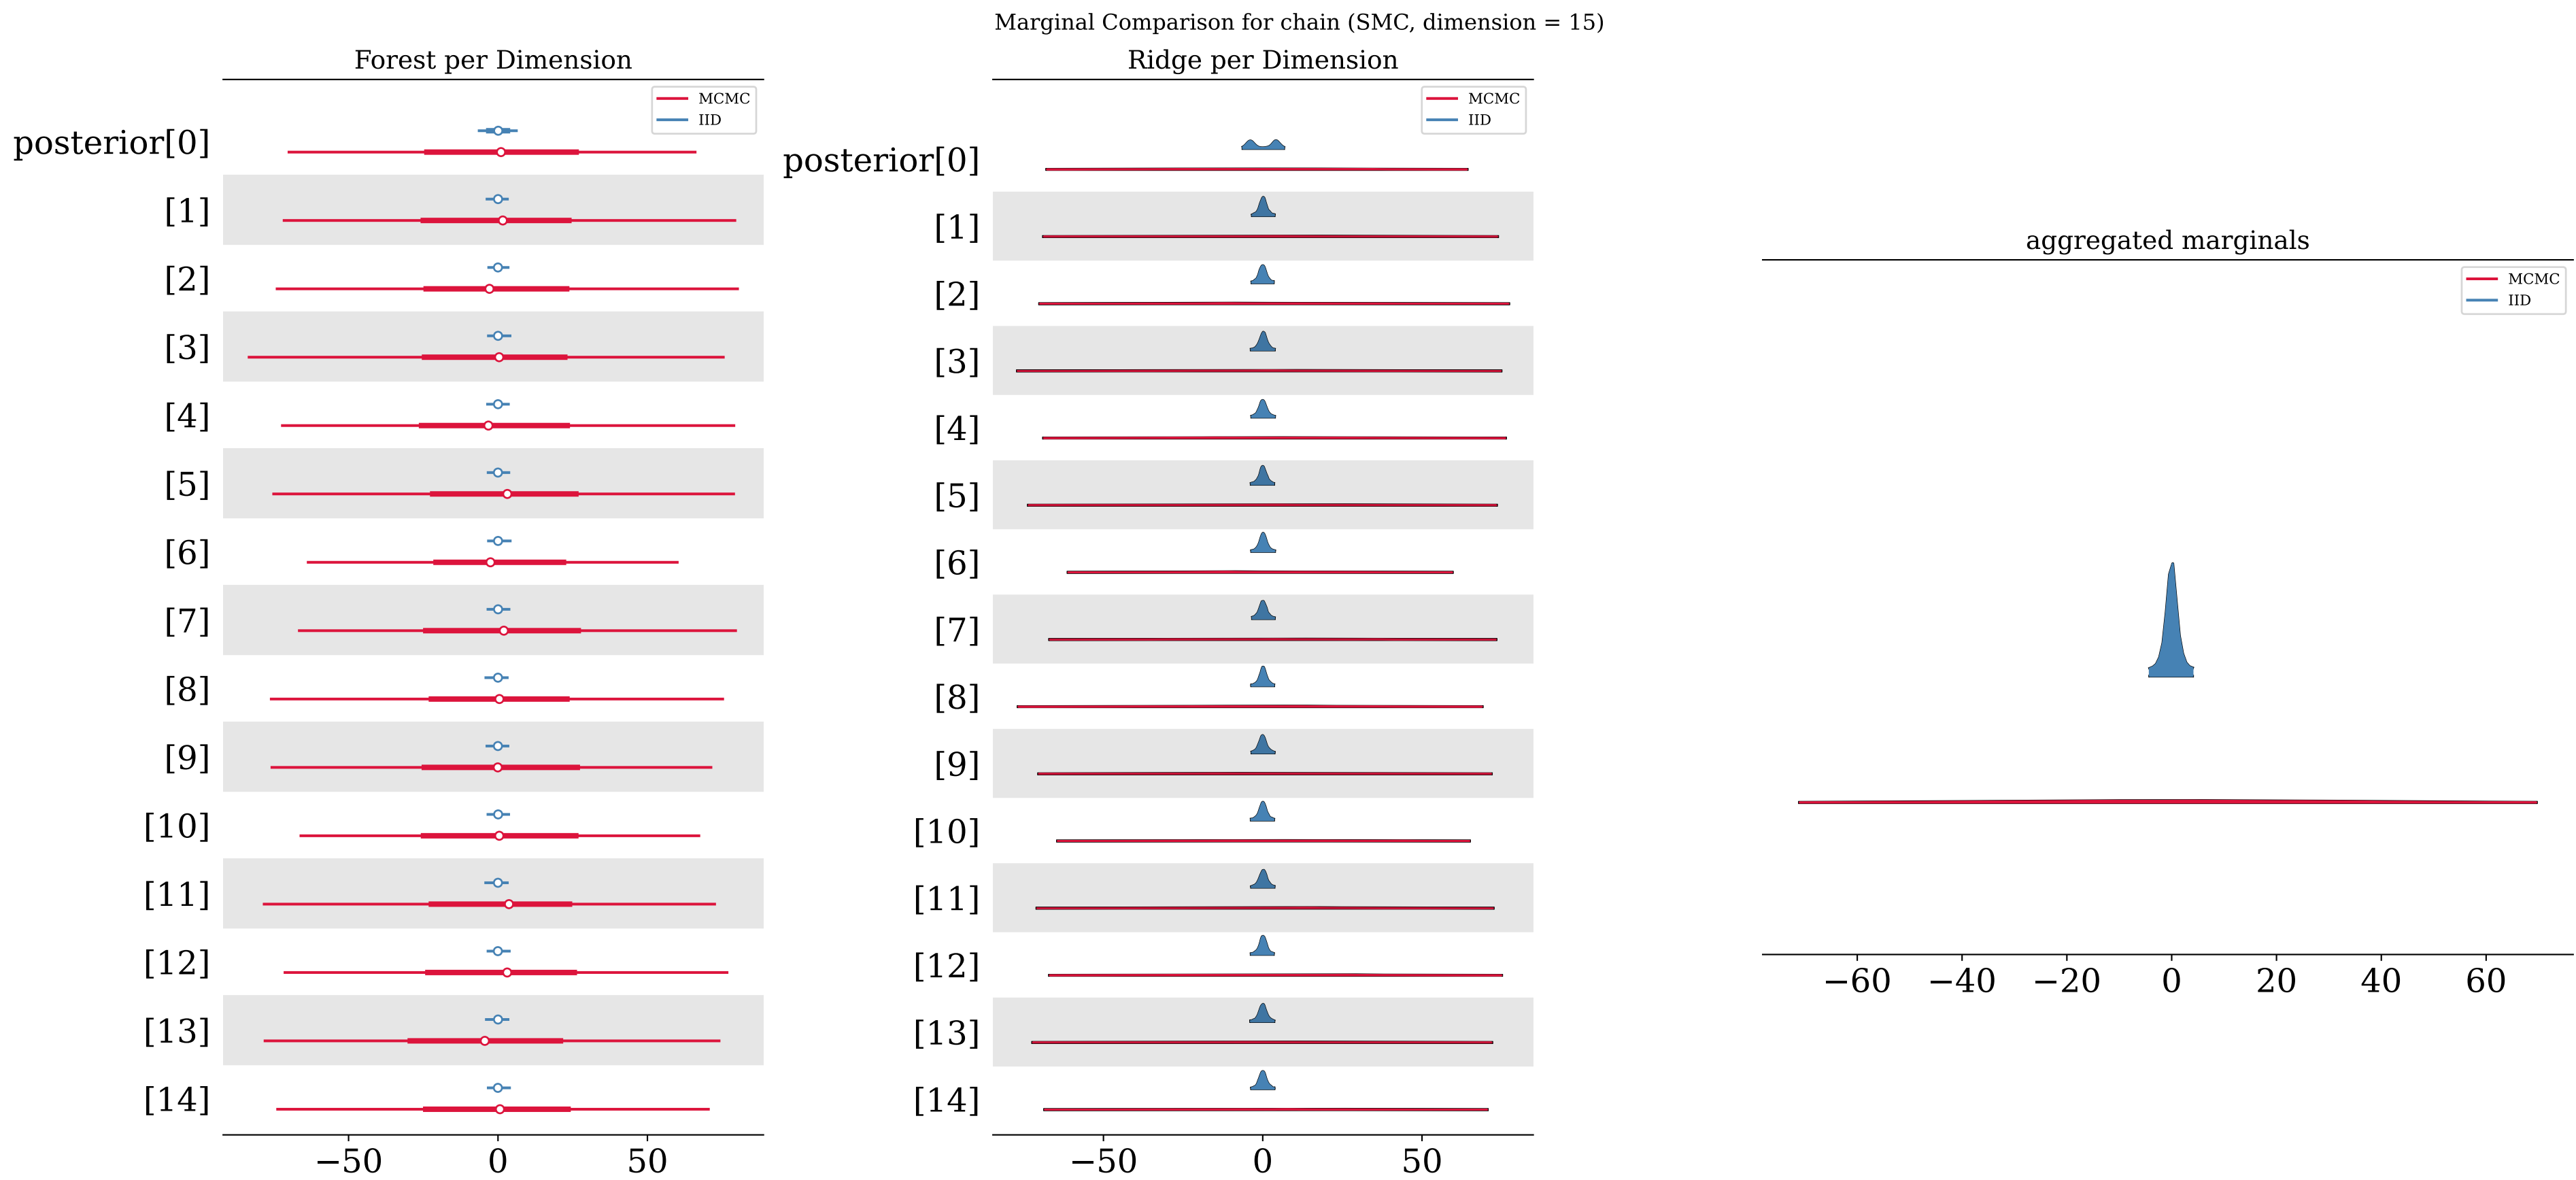 Marginal Comparison for chain (SMC, dimension = 15)
Forest per Dimension
MCMC
IID
posterior[0]
[1]
[2]
[3]
[4]
[5]
[6]
[7]
[8]
[9]
[10]
[11]
[12]
[13]
[14]
−50 0 50
Ridge per Dimension
MCMC
IID
posterior[0]
[1]
[2]
[3]
[4]
[5]
[6]
[7]
[8]
[9]
[10]
[11]
[12]
[13]
[14]
−50 0 50
aggregated marginals
MCMC
IID
−60 −40 −20 0 20 40 60